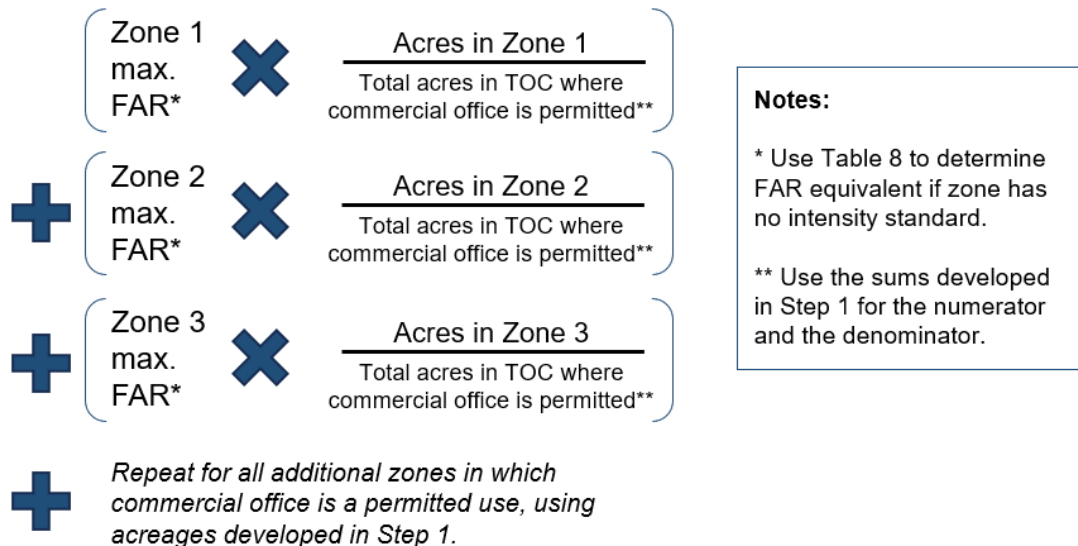 Zone 1
max.
FAR*
Acres in Zone 1
Total acres in TOC where
commercial office is permitted**
Zone 2
max.
FAR*
Acres in Zone 2
Total acres in TOC where
commercial office is permitted**
Zone 3
max.
FAR*
Acres in Zone 3
Total acres in TOC where
commercial office is permitted**
Repeat for all additional zones in which
commercial office is a permitted use, using
acreages developed in Step 1.
Notes:
* Use Table 8 to determine
FAR equivalent if zone has
no intensity standard.
** Use the sums developed
in Step 1 for the numerator
and the denominator.